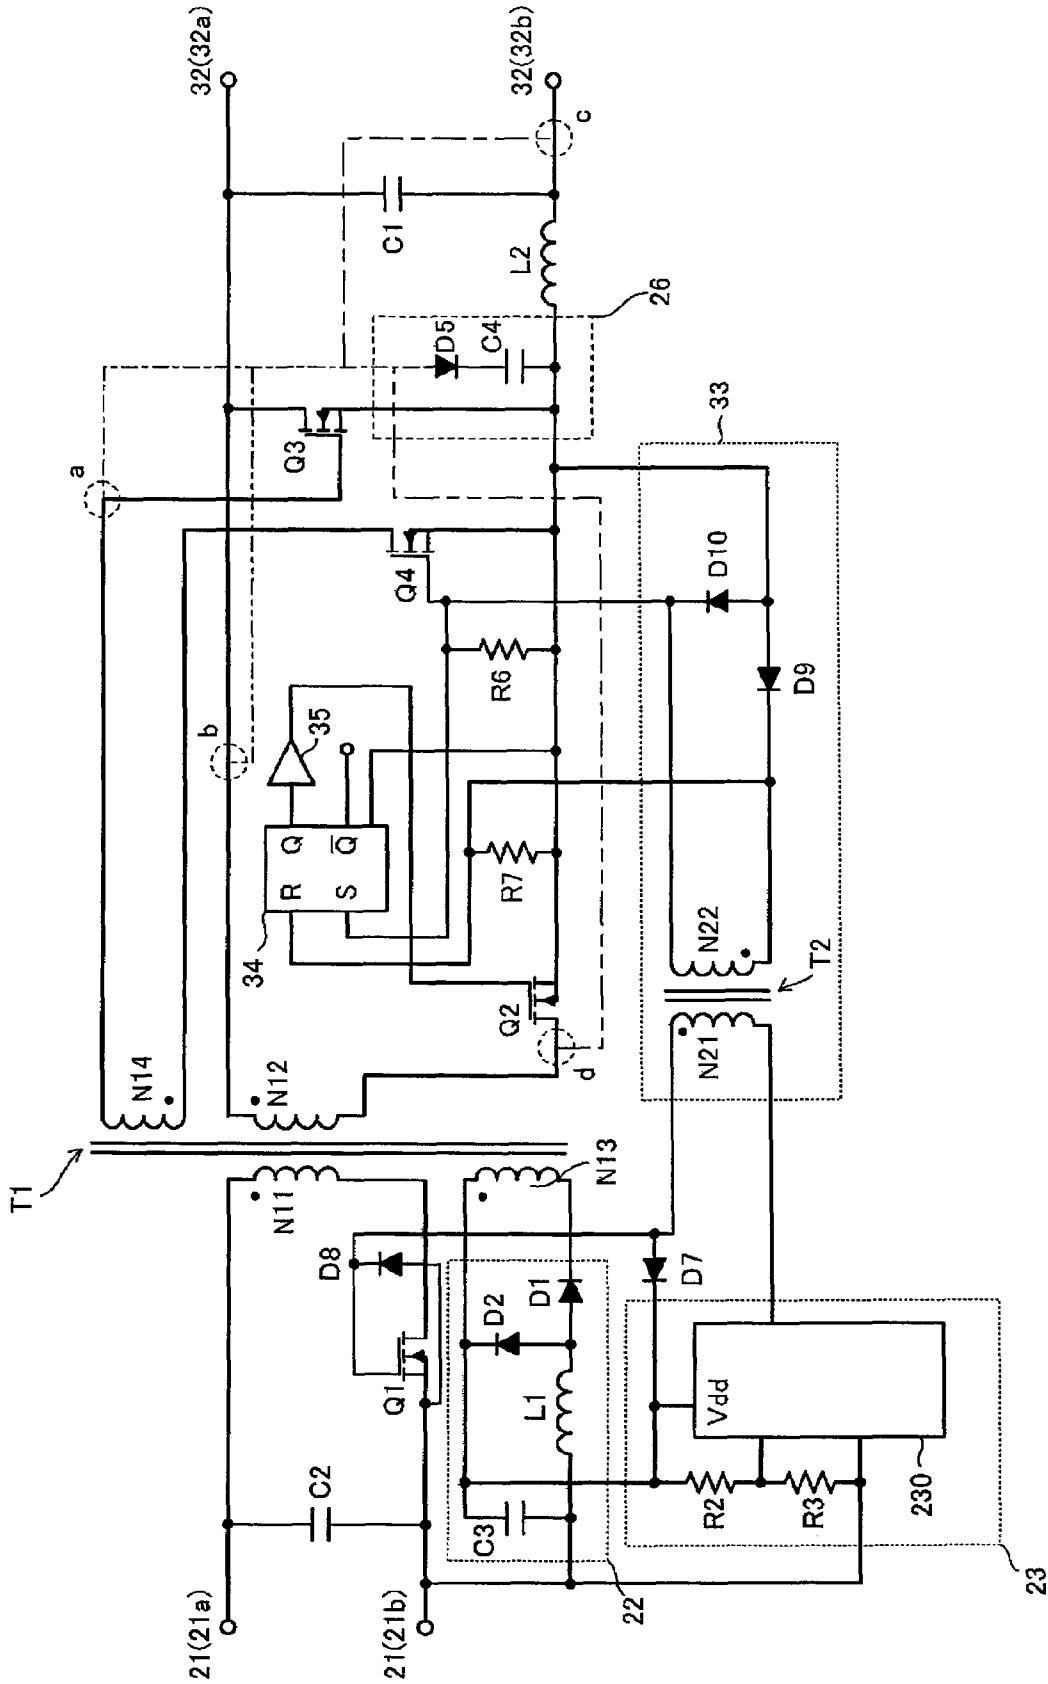 T1
N14
a
b
32(32a)
N12
34
R
Q
S
Q̅
35
Q3
C1
Q4
D5
C4
L2
26
c
32(32b)
R7
R6
Q2
d
21(21a)
C2
N11
D8
Q1
21(21b)
N13
D2
D1
L1
C3
22
33
D10
D9
N22
T2
N21
D7
Vdd
R2
R3
230
23